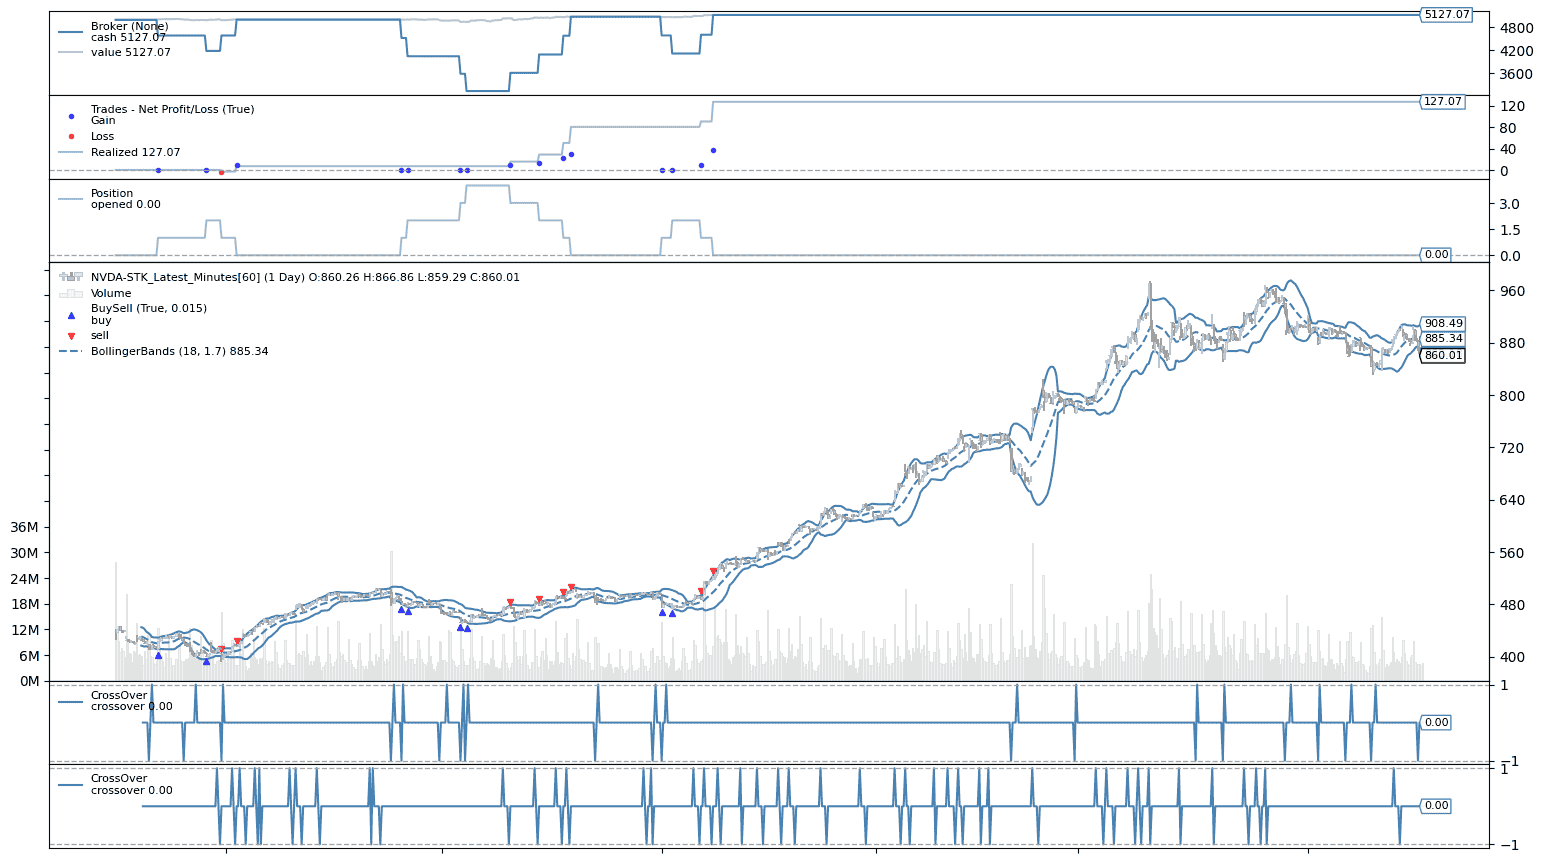 Broker (None)
cash 5127.07
value 5127.07
5127.07
4800
4200
3600
Trades - Net Profit/Loss (True)
Gain
Loss
Realized 127.07
127.07
120
80
40
0
Position
opened 0.00
3.0
1.5
0.0
0.00
NVDA-STK_Latest_Minutes[60] (1 Day) O:860.26 H:866.86 L:859.29 C:860.01
Volume
BuySell (True, 0.015)
buy
sell
BollingerBands (18, 1.7) 885.34
960
908.49
885.34
880
860.01
800
720
640
560
480
400
36M
30M
24M
18M
12M
6M
0M
CrossOver
crossover 0.00
1
0.00
−1
CrossOver
crossover 0.00
1
0.00
−1